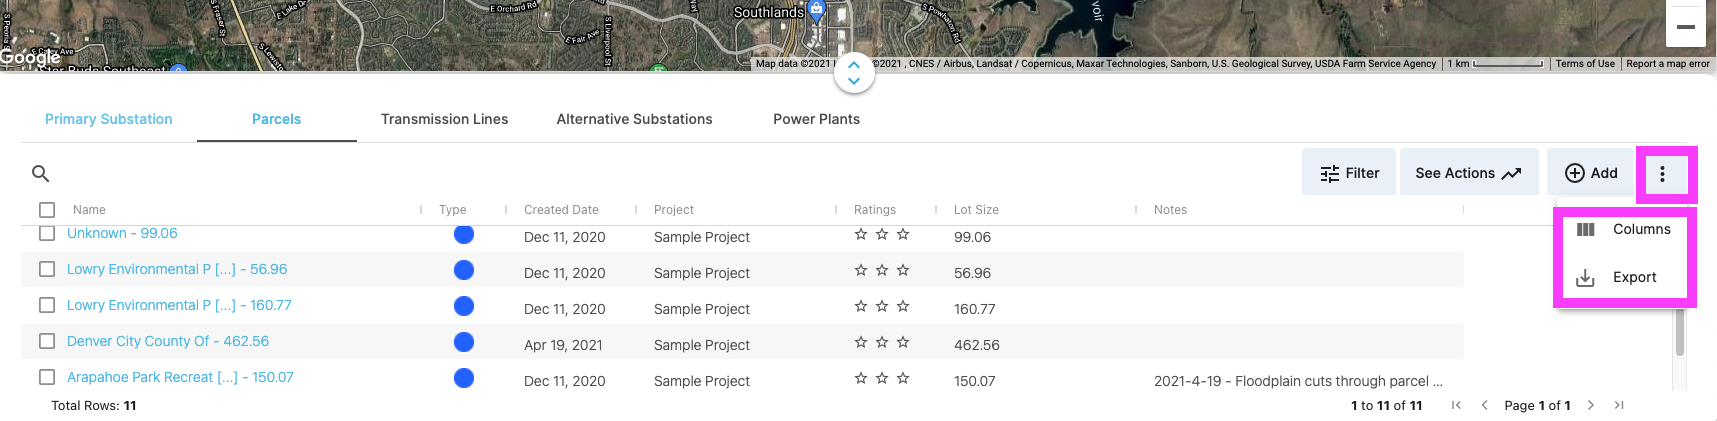 E Lake Dr
E Orchard Rd
Southlands
S Powhaton Rd
voir
E Fair Ave
S Liverpool St
Google
Map data ©2021
©2021 , CNES / Airbus, Landsat / Copernicus, Maxar Technologies, Sanborn, U.S. Geological Survey, USDA Farm Service Agency
1 km
Terms of Use
Report a map error
Primary Substation
Parcels
Transmission Lines
Alternative Substations
Power Plants
Filter
See Actions
Add
Name
Type
Created Date
Project
Ratings
Lot Size
Notes
Columns
Export
Unknown - 99.06 Dec 11, 2020 Sample Project 99.06
Lowry Environmental P [...] - 56.96 Dec 11, 2020 Sample Project 56.96
Lowry Environmental P [...] - 160.77 Dec 11, 2020 Sample Project 160.77
Denver City County Of - 462.56 Apr 19, 2021 Sample Project 462.56
Arapahoe Park Recreat [...] - 150.07 Dec 11, 2020 Sample Project 150.07 2021-4-19 - Floodplain cuts through parcel ...
Total Rows: 11
1 to 11 of 11
Page 1 of 1